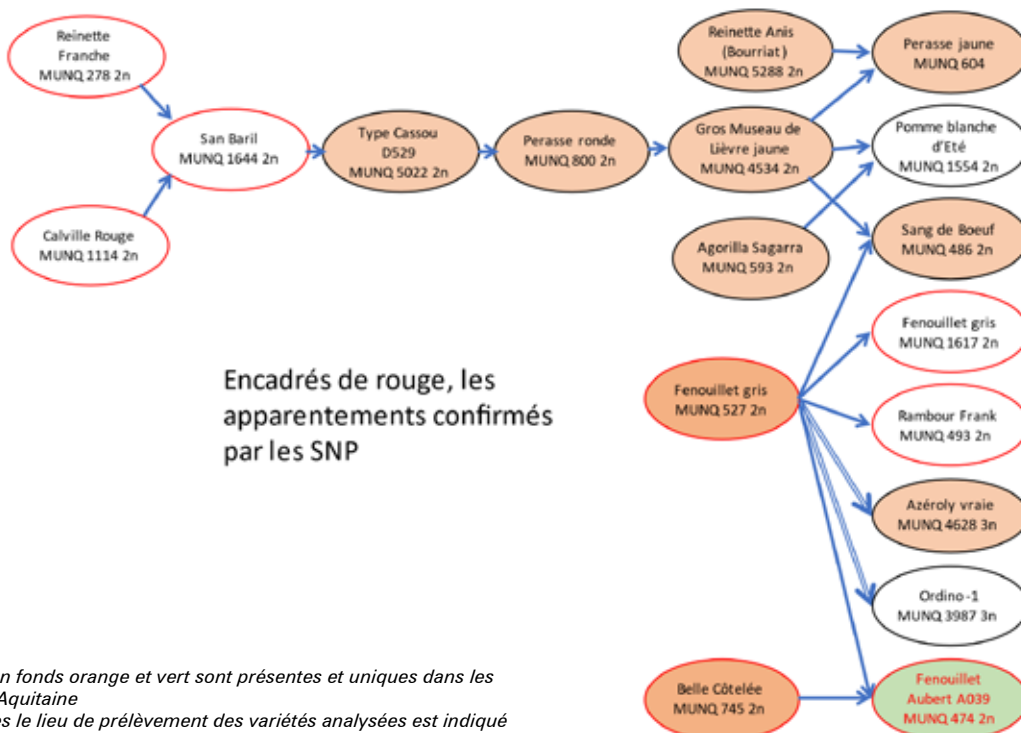 Reinette
Franche
MUNQ 278 2n
Calville Rouge
MUNQ 1114 2n
San Baril
MUNQ 1644 2n
Type Cassou
D529
MUNQ 5022 2n
Perasse ronde
MUNQ 800 2n
Reinette Anis
(Bourriat )
MUNQ 5288 2n
Gros Museau de
Lièvre jaune
MUNQ 4534 2n
Agorilla Sagarra
MUNQ 593 2n
Perasse jaune
MUNQ 604
Pomme blanche
d'Eté
MUNQ 1554 2n
Sang de Boeuf
MUNQ 486 2n
Fenouillet gris
MUNQ 527 2n
Fenouillet gris
MUNQ 1617 2n
Rambour Frank
MUNQ 493 2n
Azéroly vraie
MUNQ 4628 3n
Ordino -1
MUNQ 3987 3n
Belle Côtelée
MUNQ 745 2n
Fenouillet
Aubert A039
MUNQ 474 2n
Encadrés de rouge, les
apparentements confirmés
par les SNP
n fonds orange et vert sont présentes et uniques dans les
Aquitaine
es le lieu de prélèvement des variétés analysées est indiqué